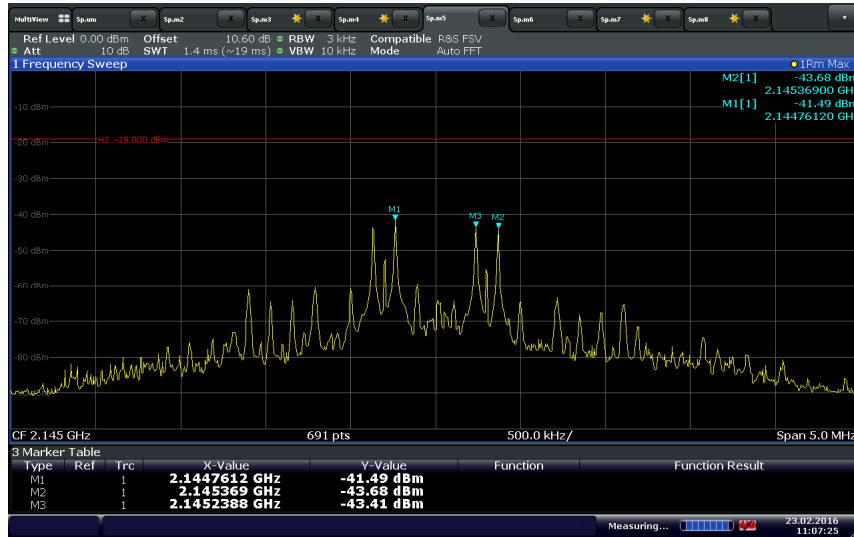 MultiView Sp.um X Sp.m2 X Sp.m3 X Sp.m4 X Sp.m5 X Sp.m6 X Sp.m7 X Sp.m8 X
Ref Level 0.00 dBm Offset 10.60 dB RBW 3 kHz Compatible R&S FSV
Att 10 dB SWT 1.4 ms (~19 ms) VBW 10 kHz Mode Auto FFT
1 Frequency Sweep 1Rm Max
M2[1] -43.68 dBm
2.14536900 GH
M1[1] -41.49 dBm
2.14476120 GH
-10 dBm
H1 -19.000 dBm
-20 dBm
-30 dBm
-40 dBm
M1 M3 M2
-50 dBm
-60 dBm
-70 dBm
-80 dBm
CF 2.145 GHz 691 pts 500.0 kHz/ Span 5.0 MHz
3 Marker Table
Type Ref Trc X-Value Y-Value Function Function Result
M1 1 2.1447612 GHz -41.49 dBm
M2 1 2.145369 GHz -43.68 dBm
M3 1 2.1452388 GHz -43.41 dBm
Measuring... 23.02.2016
11:07:25